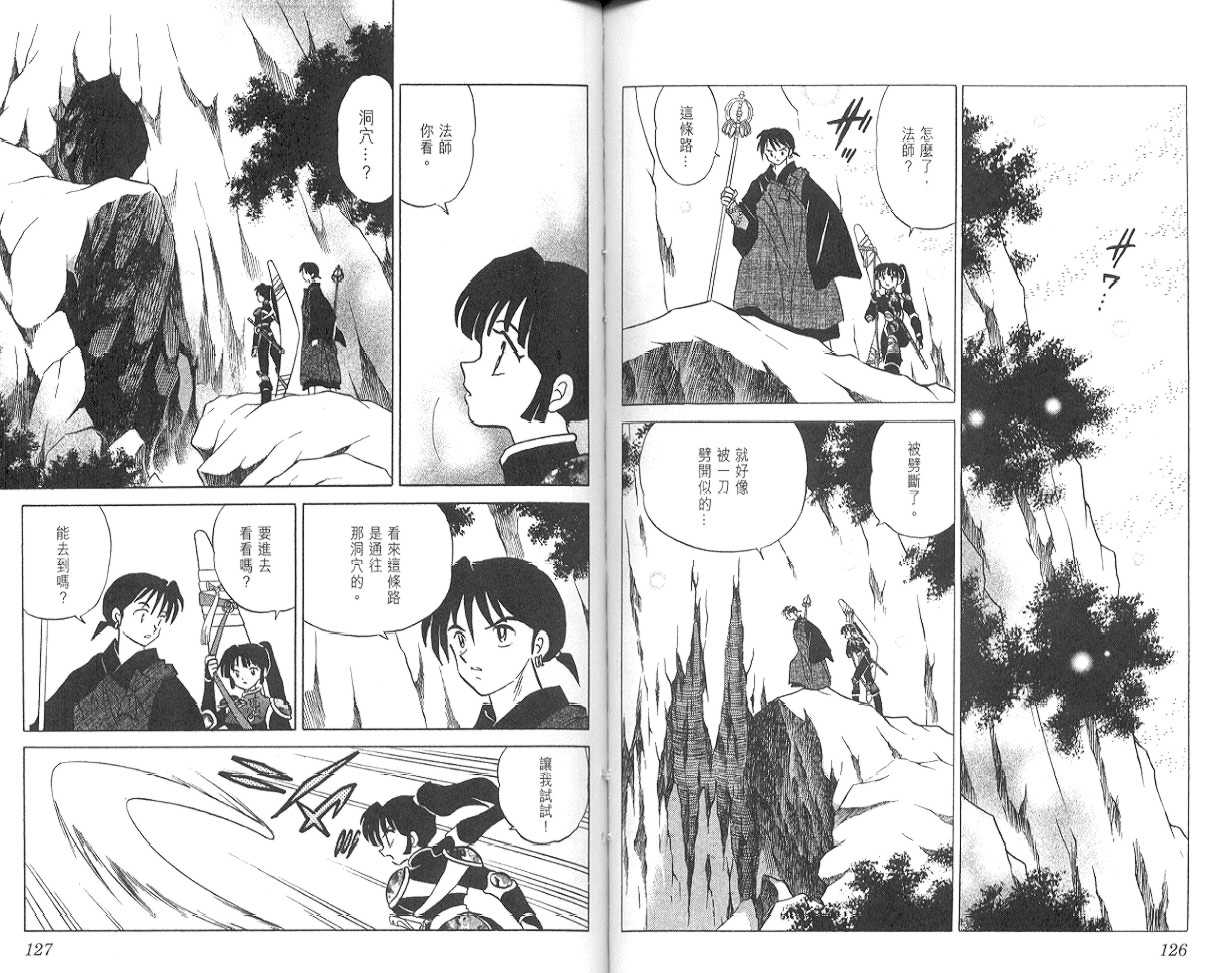 ザワ…
怎麼了，
法師？
ザッ
這條路…
被劈斷了。
就好像
被一刀
劈開似的…
126
法師
你看。
洞穴…？
看來這條路
是通往
那洞穴的。
要進去
看看嗎？
能去到嗎？
讓我試試！
127